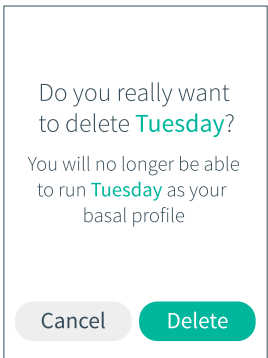 Do you really want
to delete Tuesday?
You will no longer be able
to run Tuesday as your
basal profile
Cancel
Delete